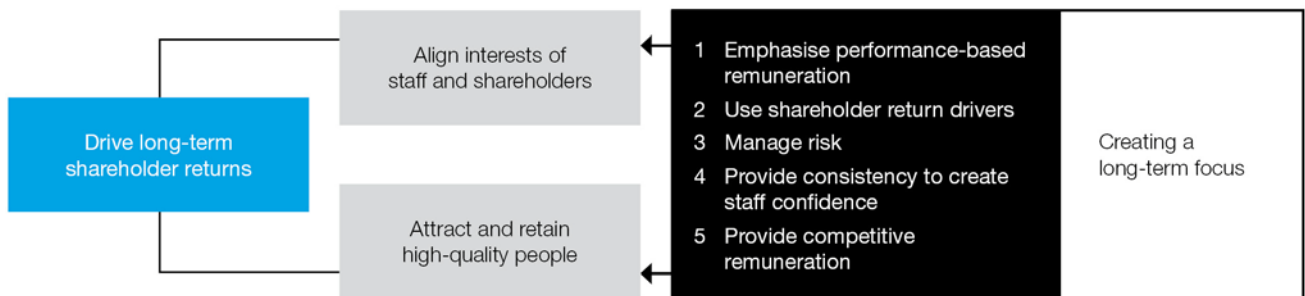 Drive long-term
shareholder returns
Align interests of
staff and shareholders
Attract and retain
high-quality people
1 Emphasise performance-based
remuneration
2 Use shareholder return drivers
3 Manage risk
4 Provide consistency to create
staff confidence
5 Provide competitive
remuneration
Creating a
long-term focus